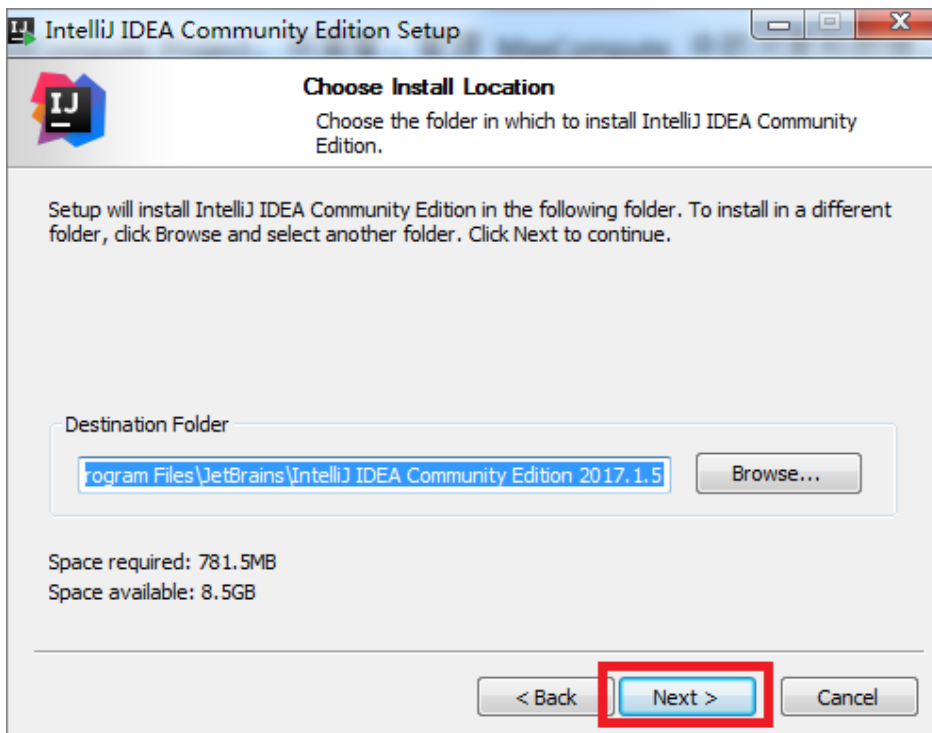 IntelliJ IDEA Community Edition Setup
IJ
Choose Install Location
Choose the folder in which to install IntelliJ IDEA Community
Edition.
Setup will install IntelliJ IDEA Community Edition in the following folder. To install in a different
folder, click Browse and select another folder. Click Next to continue.
Destination Folder
rogram Files\JetBrains\IntelliJ IDEA Community Edition 2017.1.5
Browse...
Space required: 781.5MB
Space available: 8.5GB
< Back
Next >
Cancel